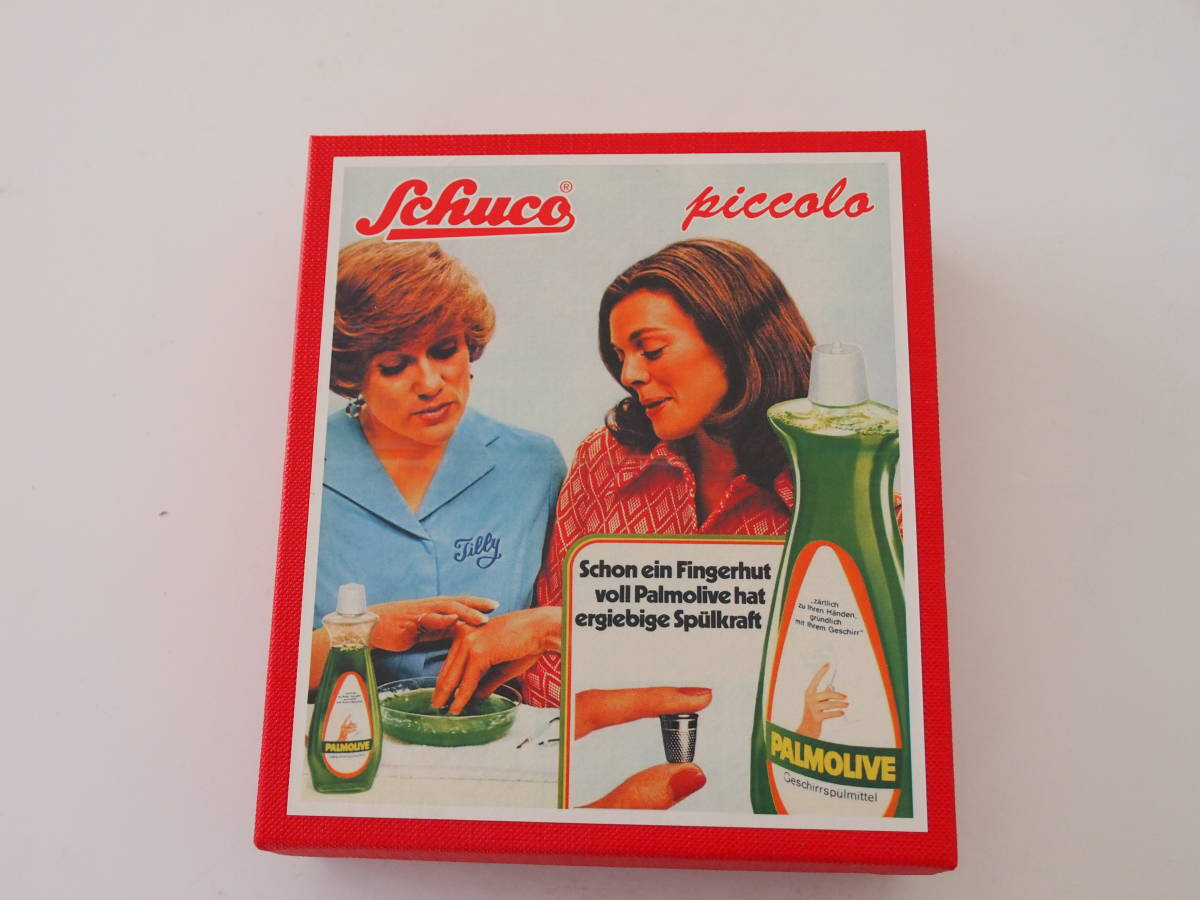 Schuco®
piccolo
Tilly
Schon ein Fingerhut
voll Palmolive hat
ergiebige Spülkraft
„zärtlich
zu Ihren Händen,
gründlich
mit Ihrem Geschirr"
PALMOLIVE
Geschirrspülmittel
PALMOLIVE